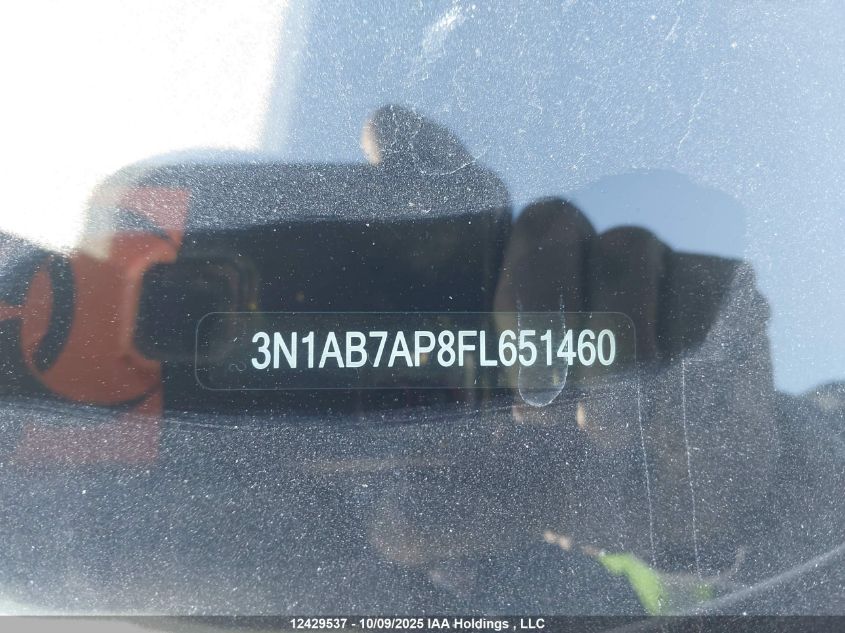 3N1AB7AP8FL651460
12429537 - 10/09/2025 IAA Holdings , LLC